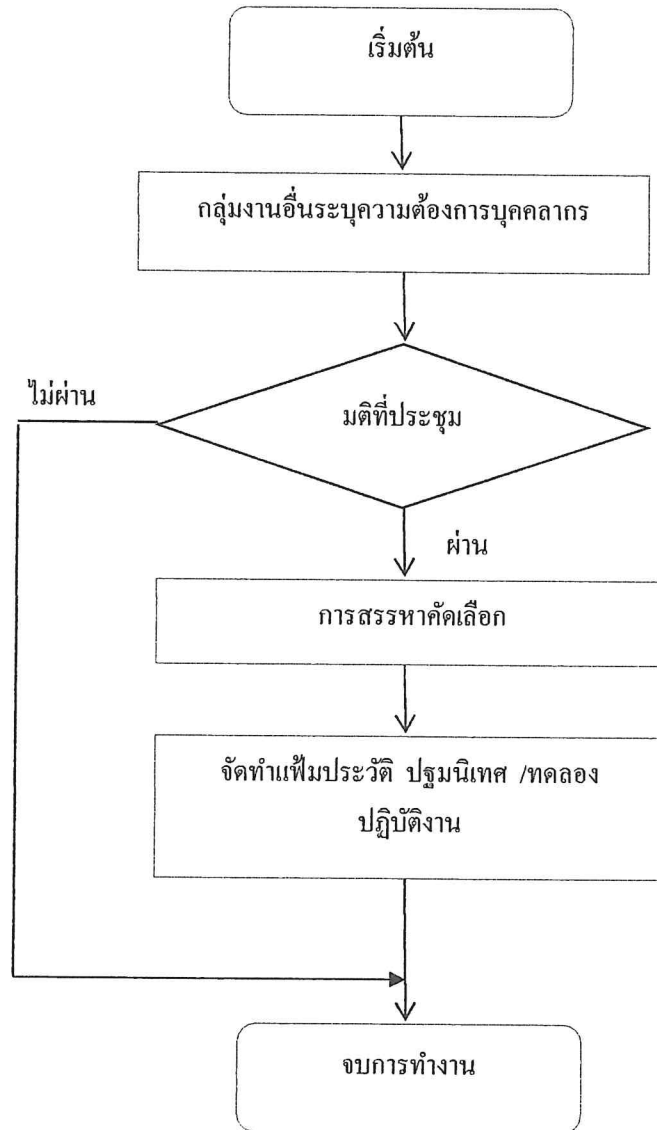 เริ่มต้น
กลุ่มงานอื่นระบุความต้องการบุคคลากร
ไม่ผ่าน
มติที่ประชุม
ผ่าน
การสรรหาคัดเลือก
จัดทำแฟ้มประวัติ ปฐมนิเทศ /ทดลอง
ปฏิบัติงาน
จบการทำงาน